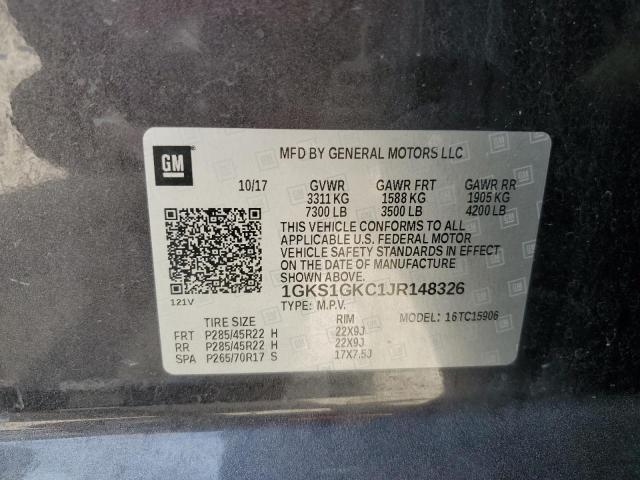 GM
MFD BY GENERAL MOTORS LLC
10/17 GVWR GAWR FRT GAWR RR
3311 KG 1588 KG 1905 KG
7300 LB 3500 LB 4200 LB
THIS VEHICLE CONFORMS TO ALL
APPLICABLE U.S. FEDERAL MOTOR
VEHICLE SAFETY STANDARDS IN EFFECT
ON THE DATE OF MANUFACTURE
SHOWN ABOVE.
121V
1GKS1GKC1JR148326
TYPE: M.P.V. MODEL: 16TC15906
TIRE SIZE RIM
FRT P285/45R22 H 22X9J
RR P285/45R22 H 22X9J
SPA P265/70R17 S 17X7.5J